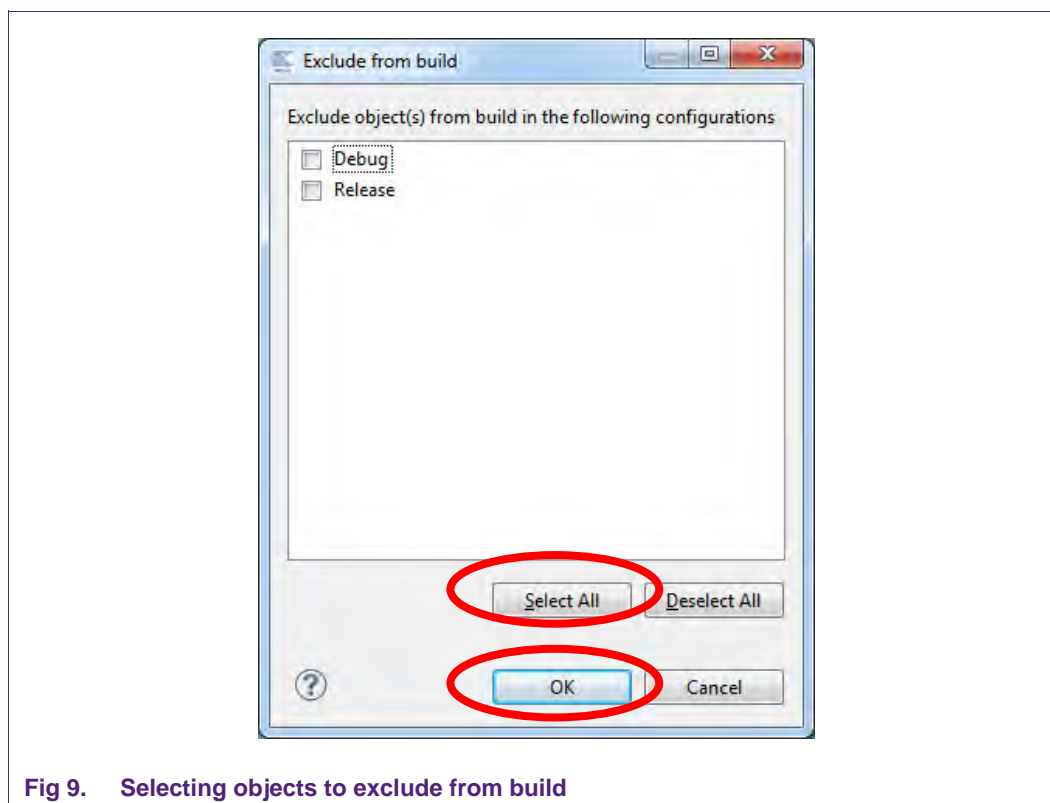 Exclude from build
Exclude object(s) from build in the following configurations
Debug
Release
Select All Deselect All
? OK Cancel
Fig 9. Selecting objects to exclude from build